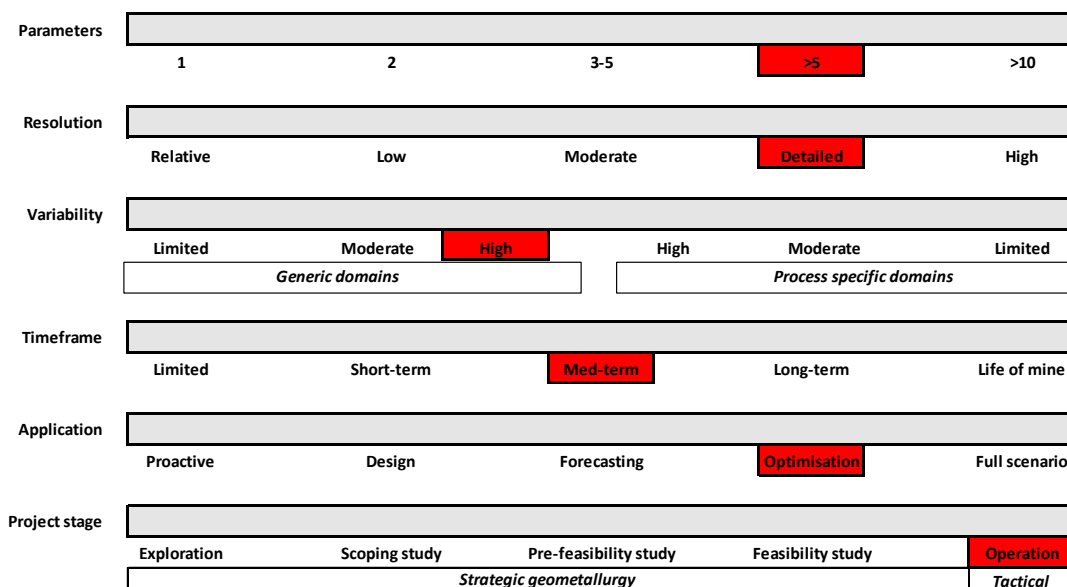 Parameters
1 2 3-5 >5 >10
Resolution
Relative Low Moderate Detailed High
Variability
Limited Moderate High High Moderate Limited
Generic domains Process specific domains
Timeframe
Limited Short-term Med-term Long-term Life of mine
Application
Proactive Design Forecasting Optimisation Full scenario
Project stage
Exploration Scoping study Pre-feasibility study Feasibility study Operation
Strategic geometallurgy Tactical